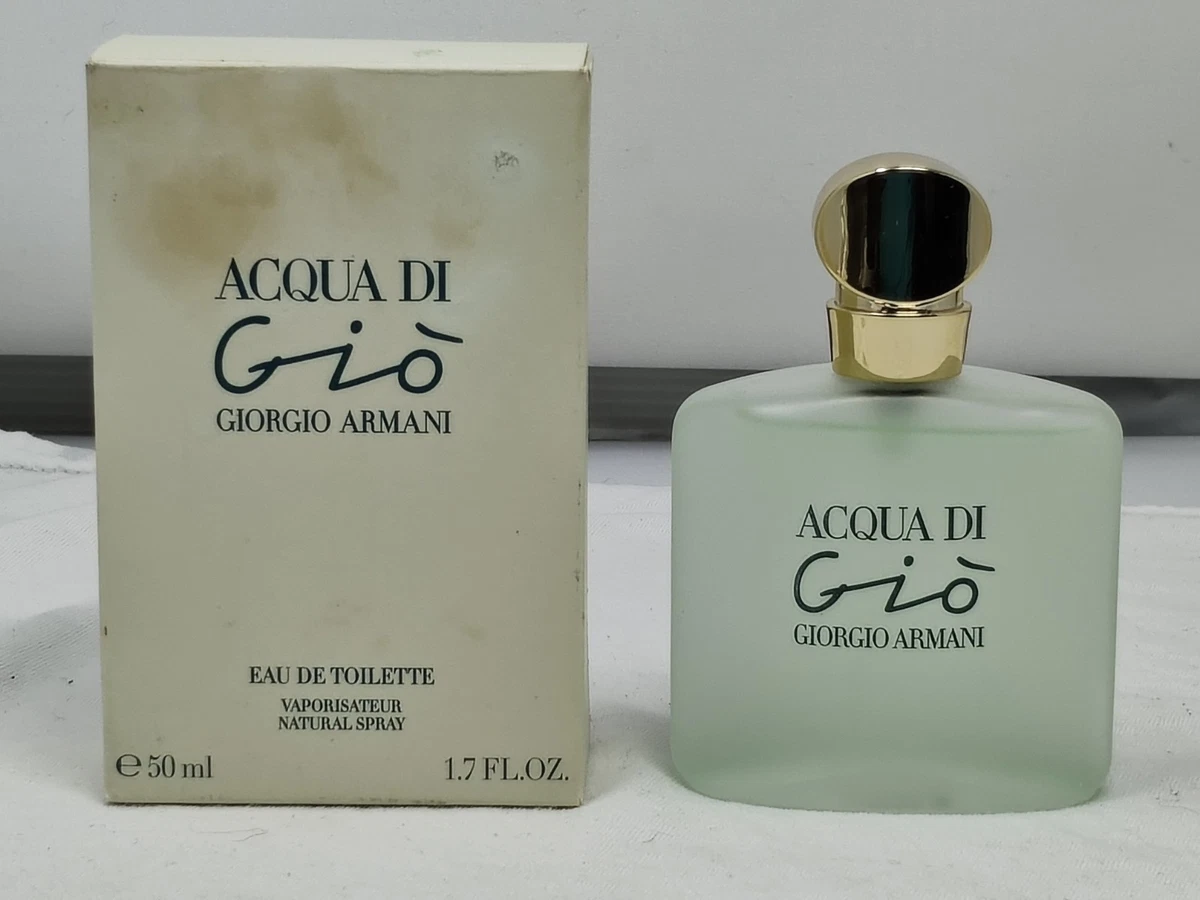 ACQUA DI
Giò
GIORGIO ARMANI
EAU DE TOILETTE
VAPORISATEUR
NATURAL SPRAY
℮ 50 ml 1.7 FL.OZ.
ACQUA DI
Giò
GIORGIO ARMANI